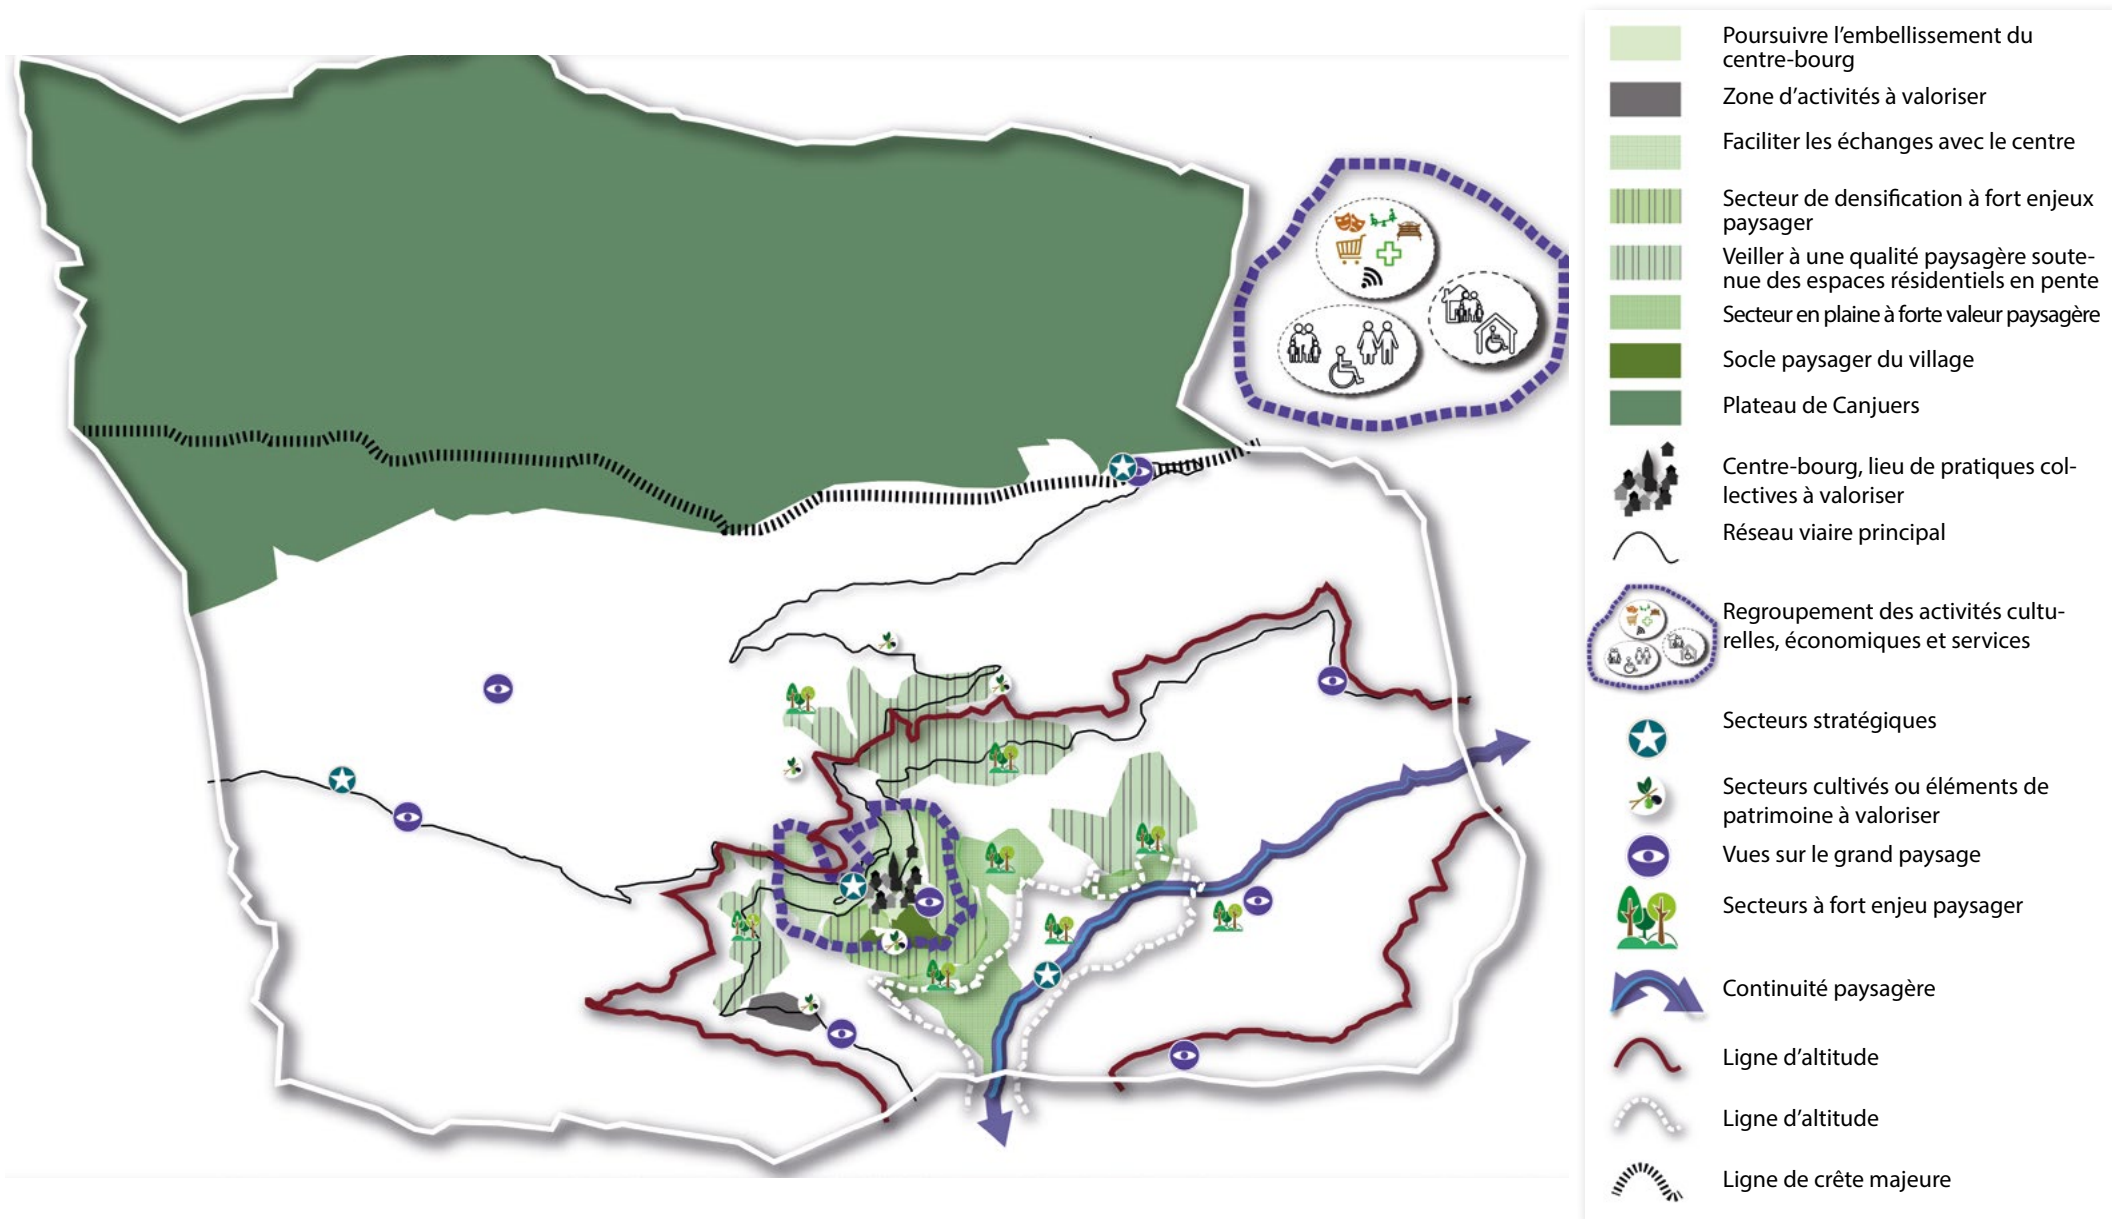 Poursuivre l'embellissement du
centre-bourg
Zone d'activités à valoriser
Faciliter les échanges avec le centre
Secteur de densification à fort enjeux
paysager
Veiller à une qualité paysagère soute-
nue des espaces résidentiels en pente
Secteur en plaine à forte valeur paysagère
Socle paysager du village
Plateau de Canjuers
Centre-bourg, lieu de pratiques col-
lectives à valoriser
Réseau viaire principal
Regroupement des activités cultu-
relles, économiques et services
Secteurs stratégiques
Secteurs cultivés ou éléments de
patrimoine à valoriser
Vues sur le grand paysage
Secteurs à fort enjeu paysager
Continuité paysagère
Ligne d'altitude
Ligne d'altitude
Ligne de crête majeure